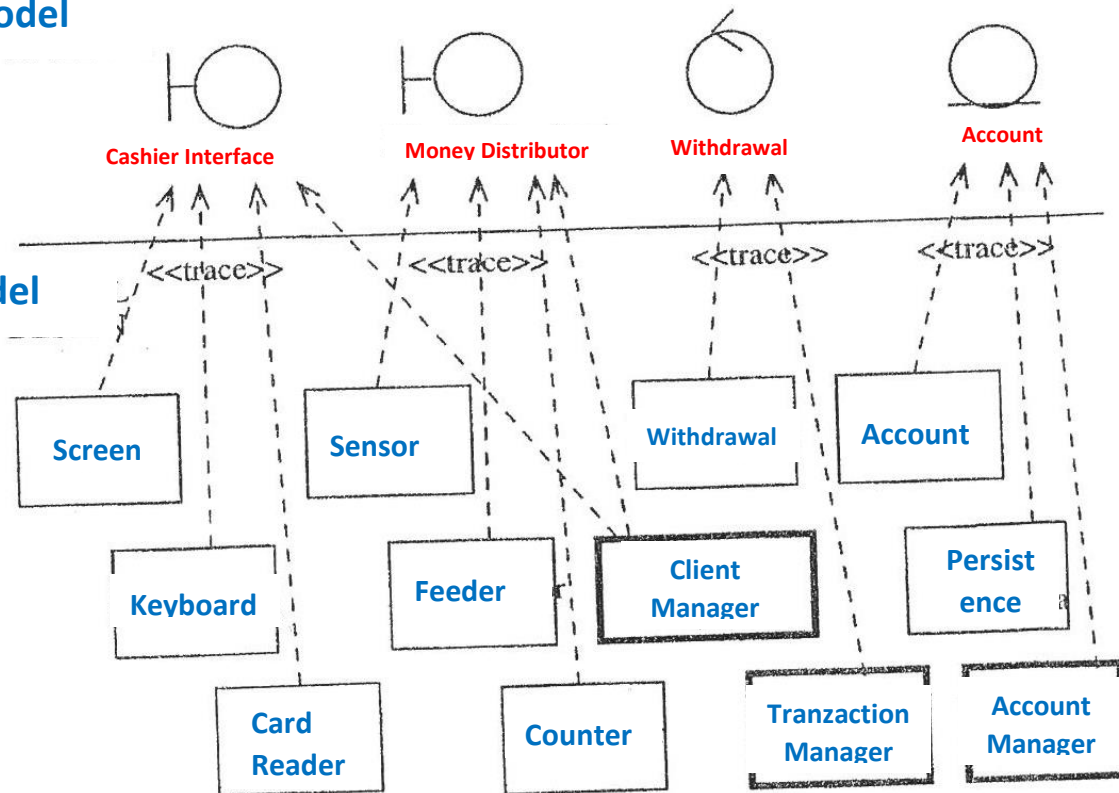 odel
Cashier Interface
Money Distributor
Withdrawal
Account
<<trace>>
<<trace>>
<<trace>>
<<trace>>
del
Screen
Sensor
Withdrawal
Account
Keyboard
Feeder
Client
Manager
Persist
ence
Card
Reader
Counter
Tranzaction
Manager
Account
Manager